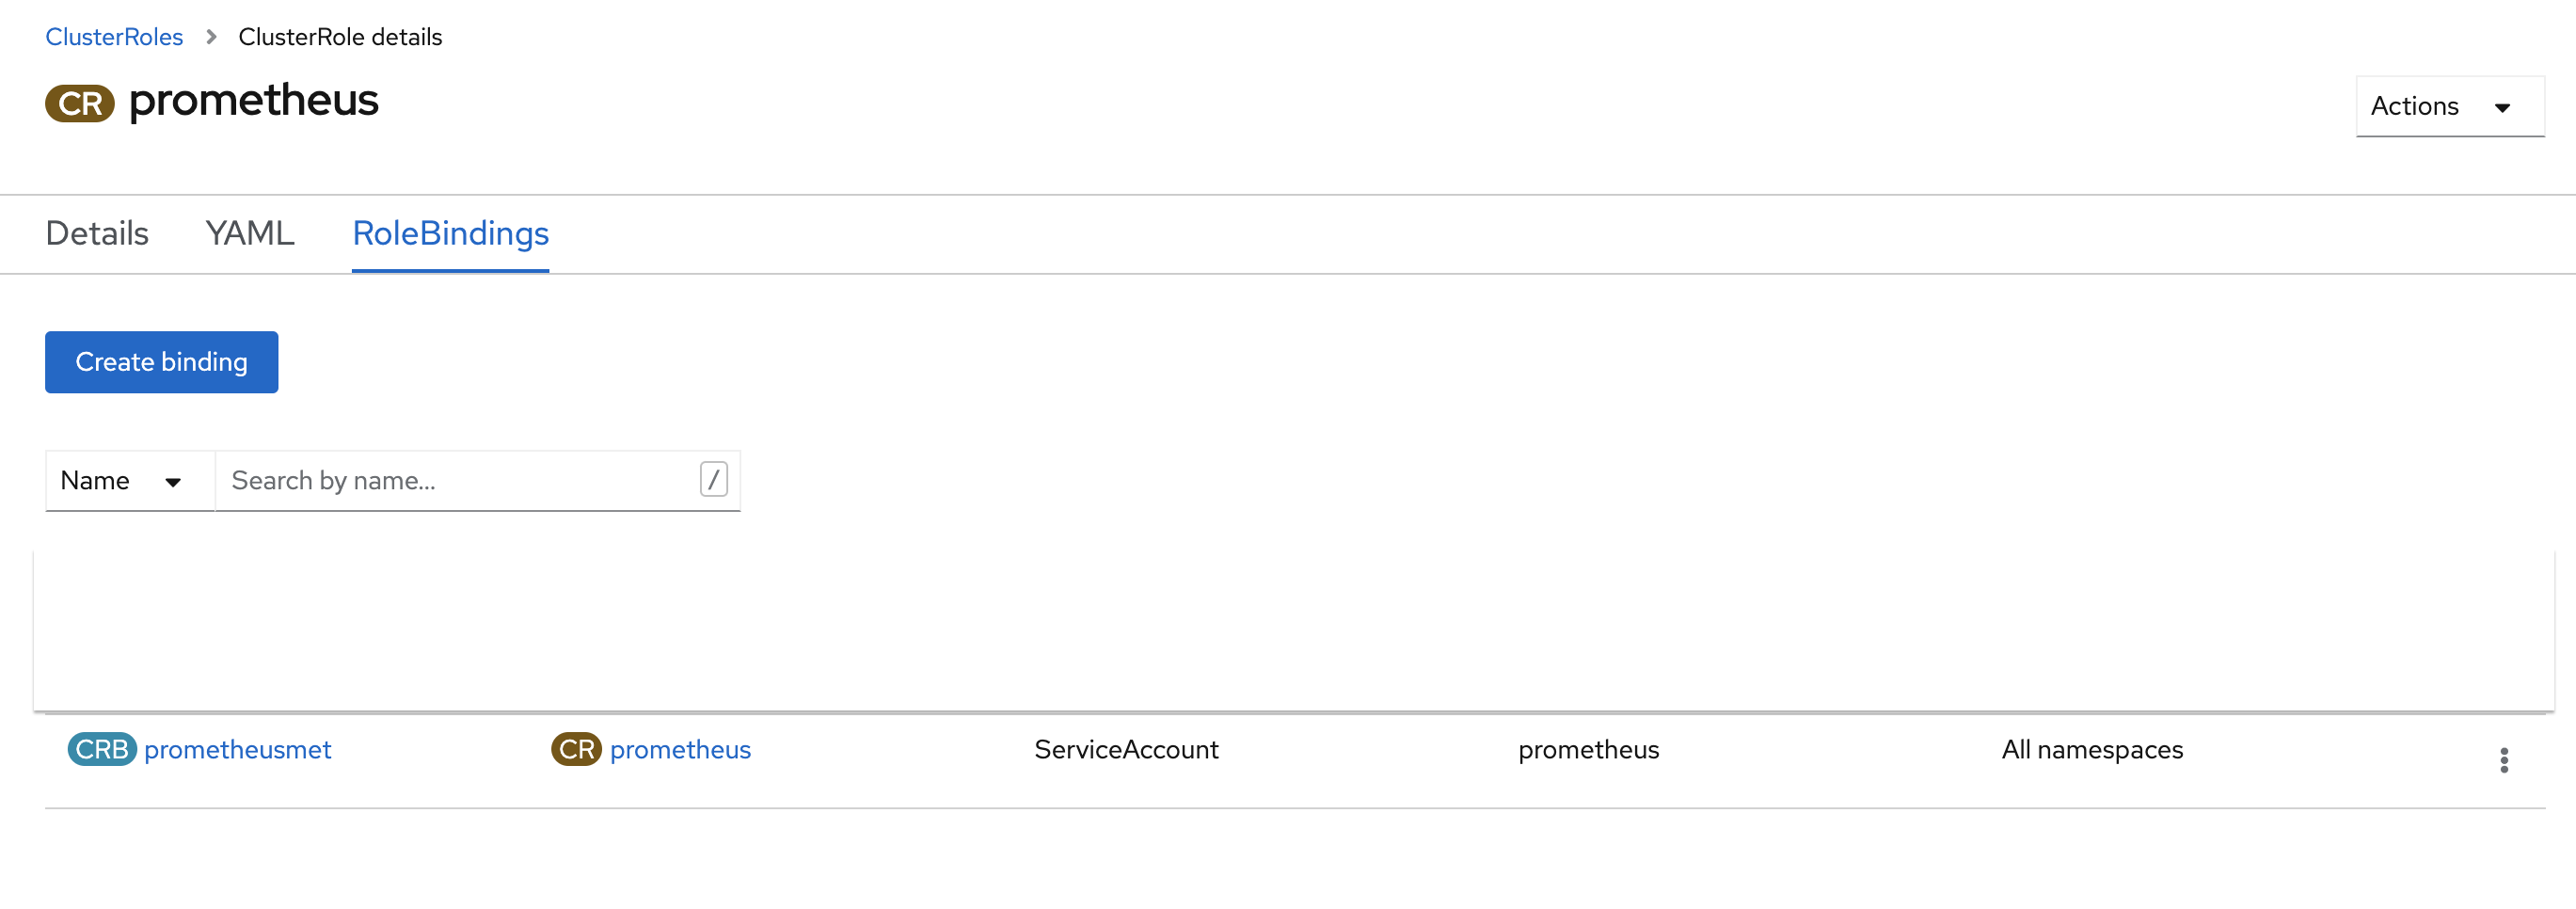 ClusterRoles > ClusterRole details
CR prometheus
Actions
Details YAML RoleBindings
Create binding
Name Search by name... /
CRB prometheusmet CR prometheus ServiceAccount prometheus All namespaces